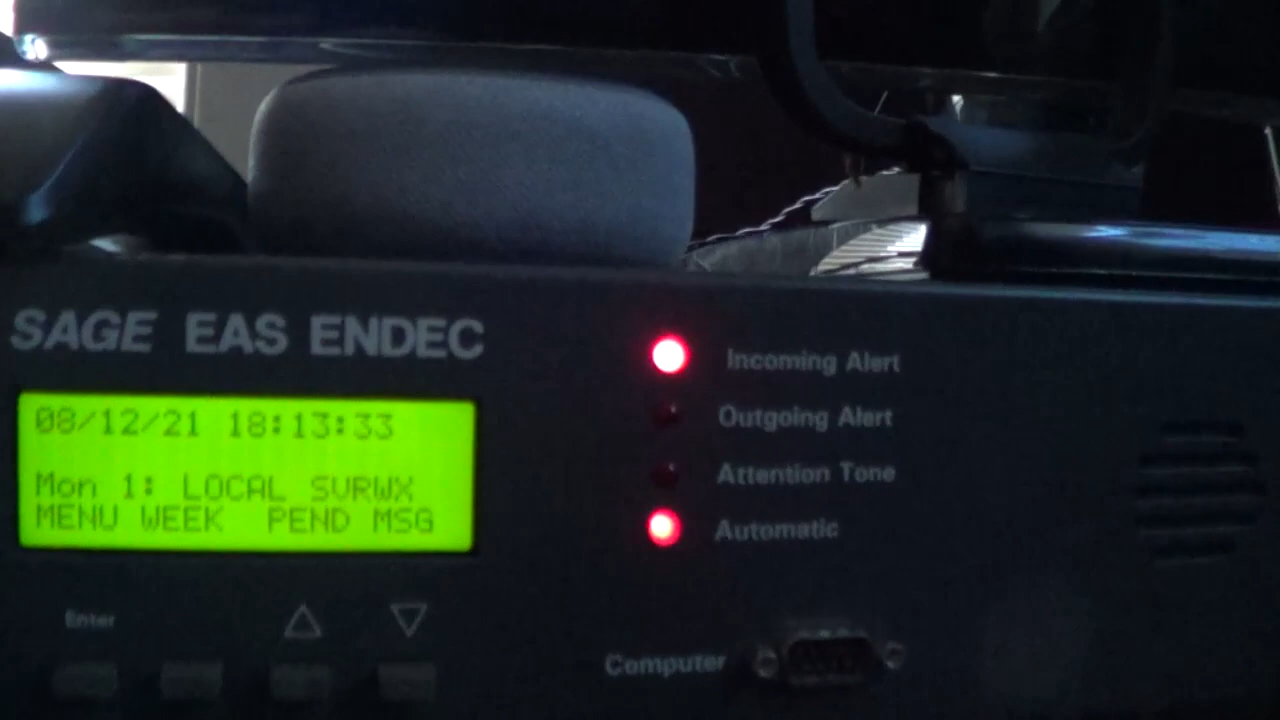 SAGE EAS ENDEC
08/12/21 18:13:33
Mon 1: LOCAL SVRWX
MENU WEEK PEND MSG
Incoming Alert
Outgoing Alert
Attention Tone
Automatic
Enter
Computer